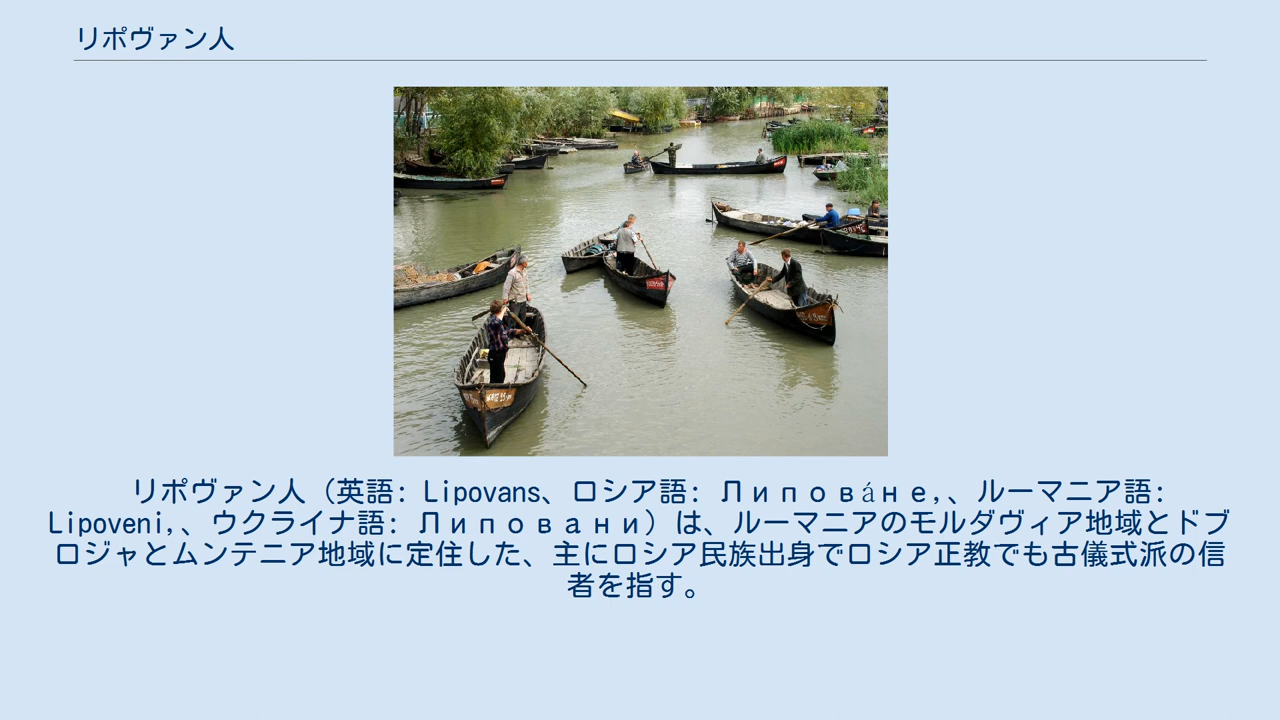 リポヴァン人
リポヴァン人（英語: Lipovans、ロシア語: Липова́не,、ルーマニア語:
Lipoveni,、ウクライナ語: Липовани）は、ルーマニアのモルダヴィア地域とドブ
ロジャとムンテニア地域に定住した、主にロシア民族出身でロシア正教でも古儀式派の信
者を指す。